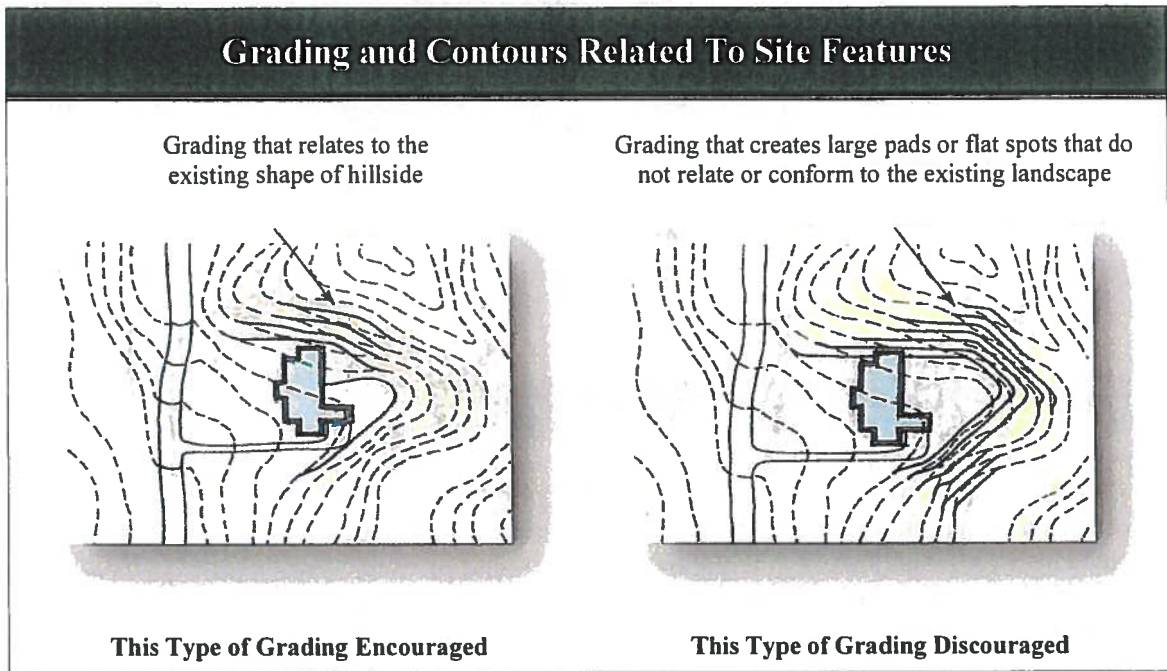 Grading and Contours Related To Site Features
Grading that relates to the
existing shape of hillside
Grading that creates large pads or flat spots that do
not relate or conform to the existing landscape
This Type of Grading Encouraged
This Type of Grading Discouraged